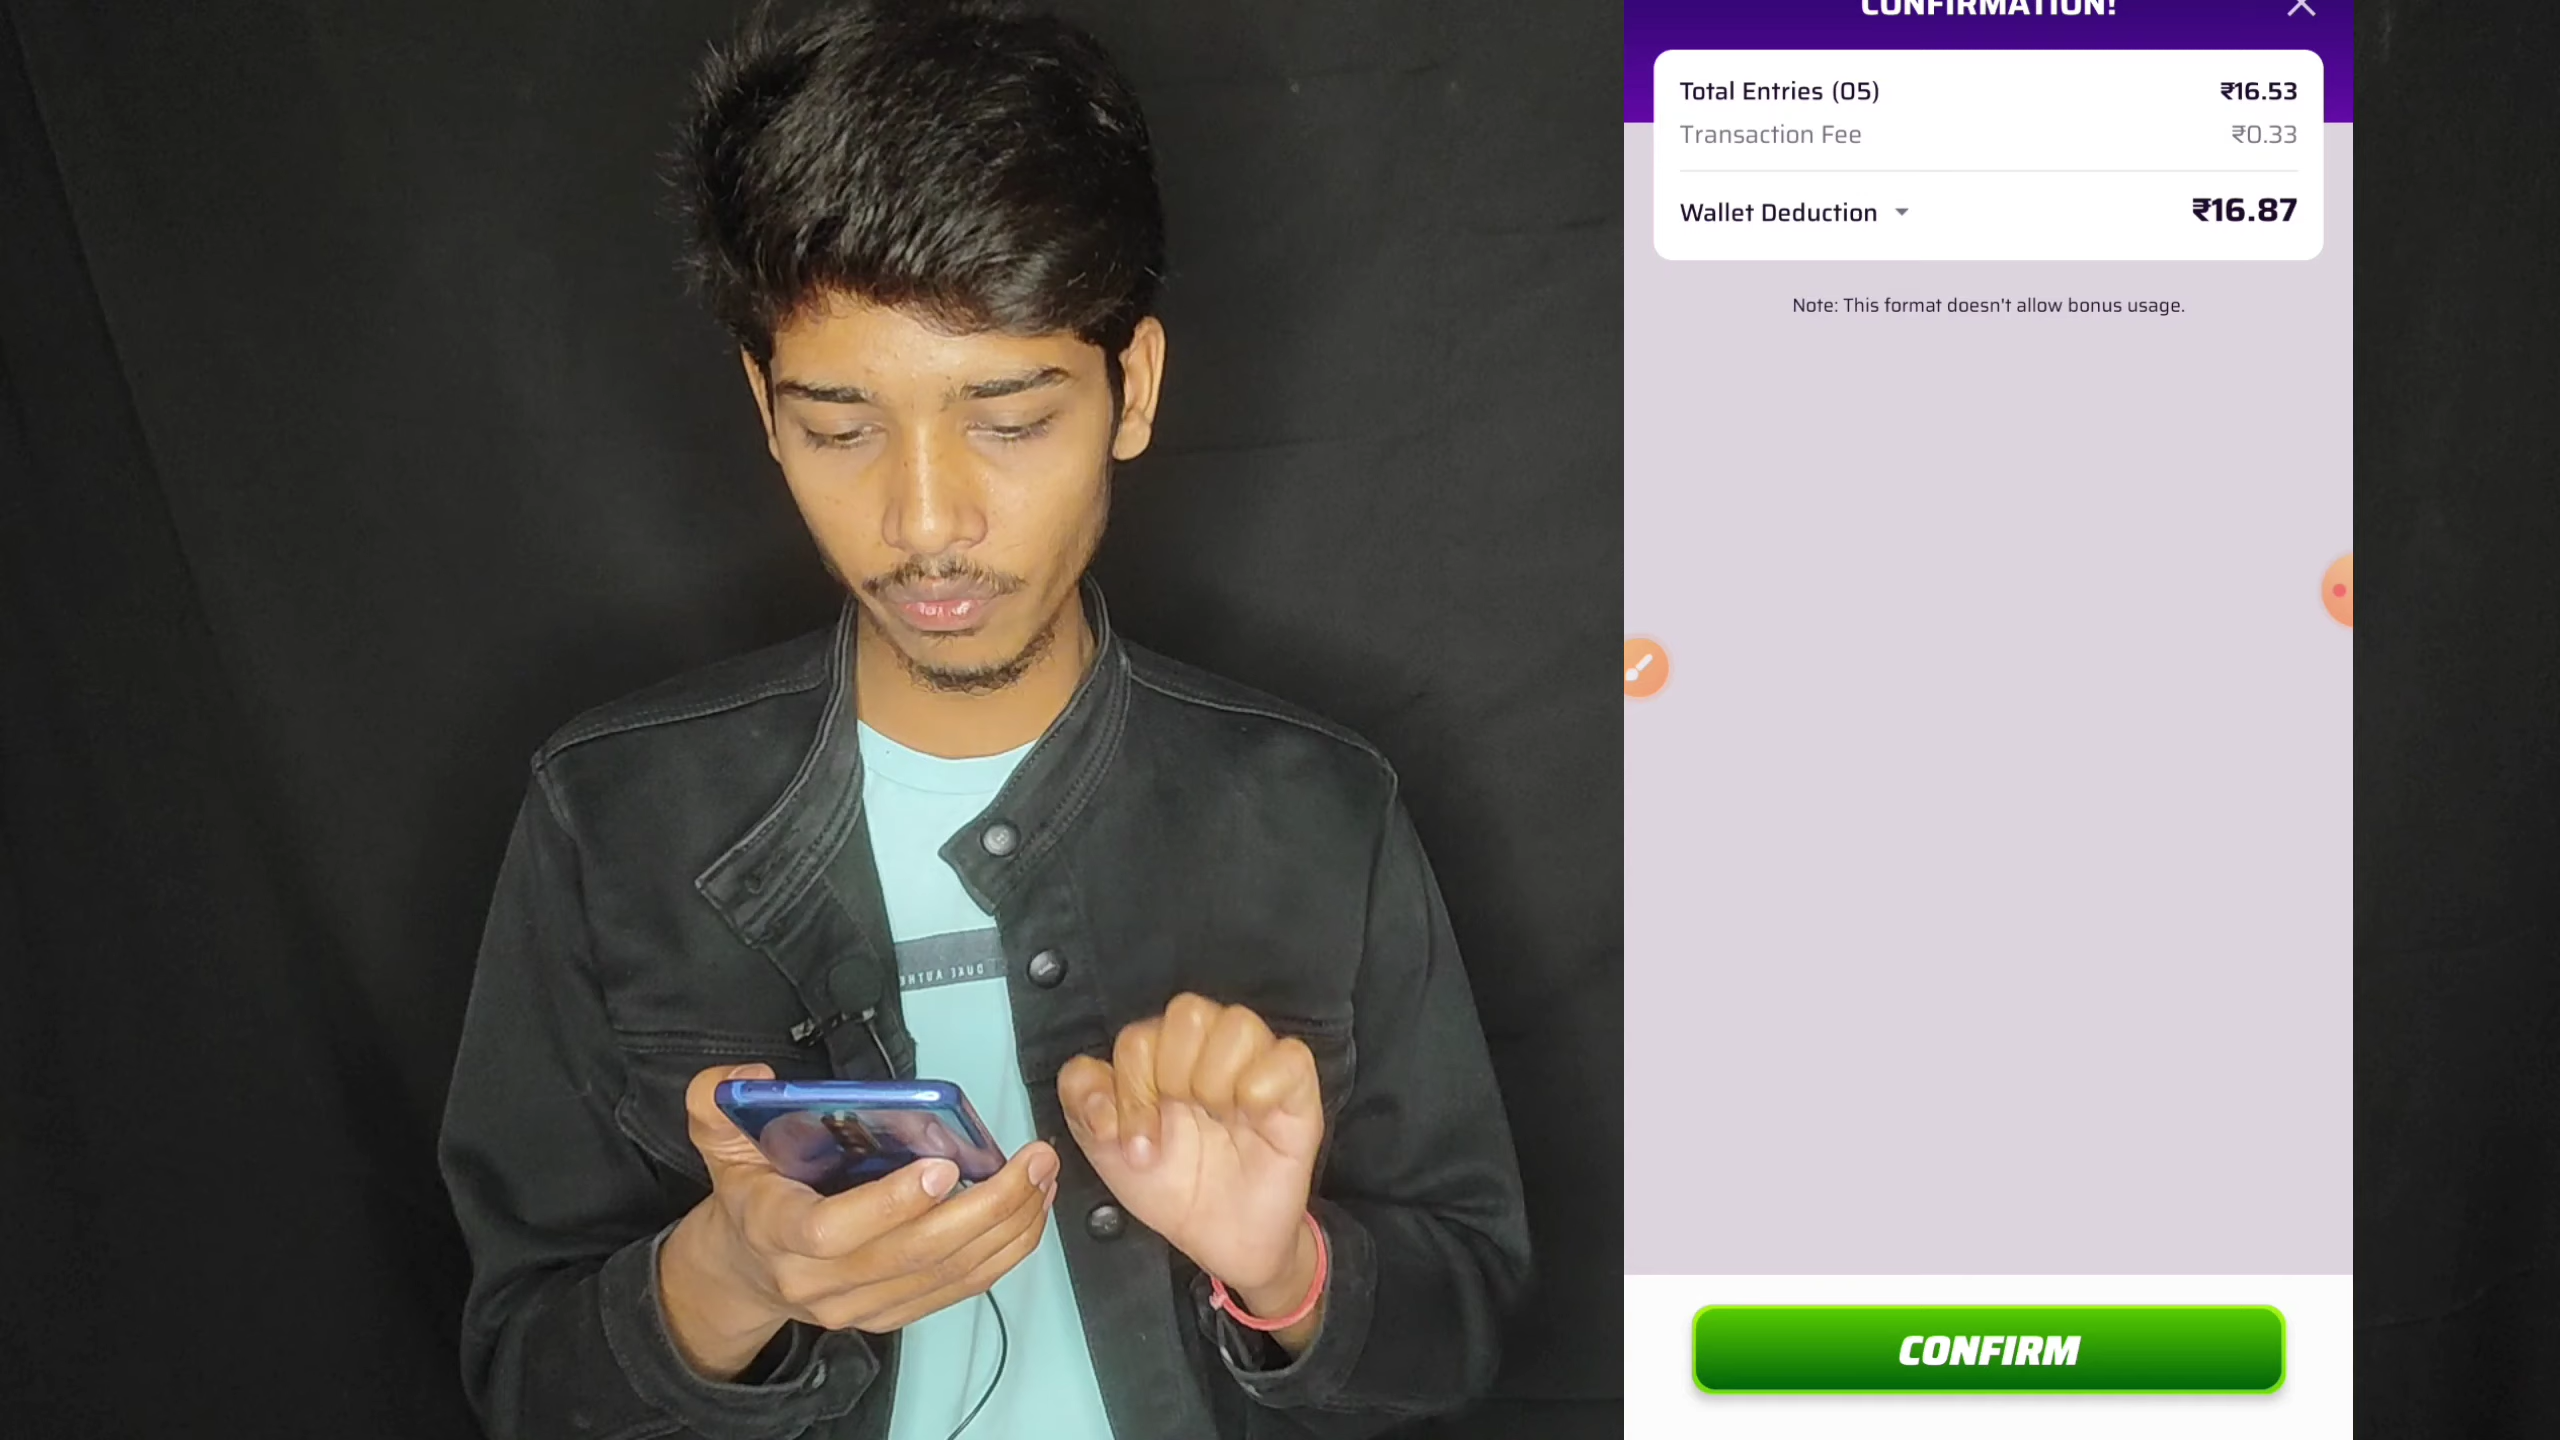 CONFIRMATION!
Total Entries (05) ₹16.53
Transaction Fee ₹0.33
Wallet Deduction ₹16.87
Note: This format doesn't allow bonus usage.
CONFIRM